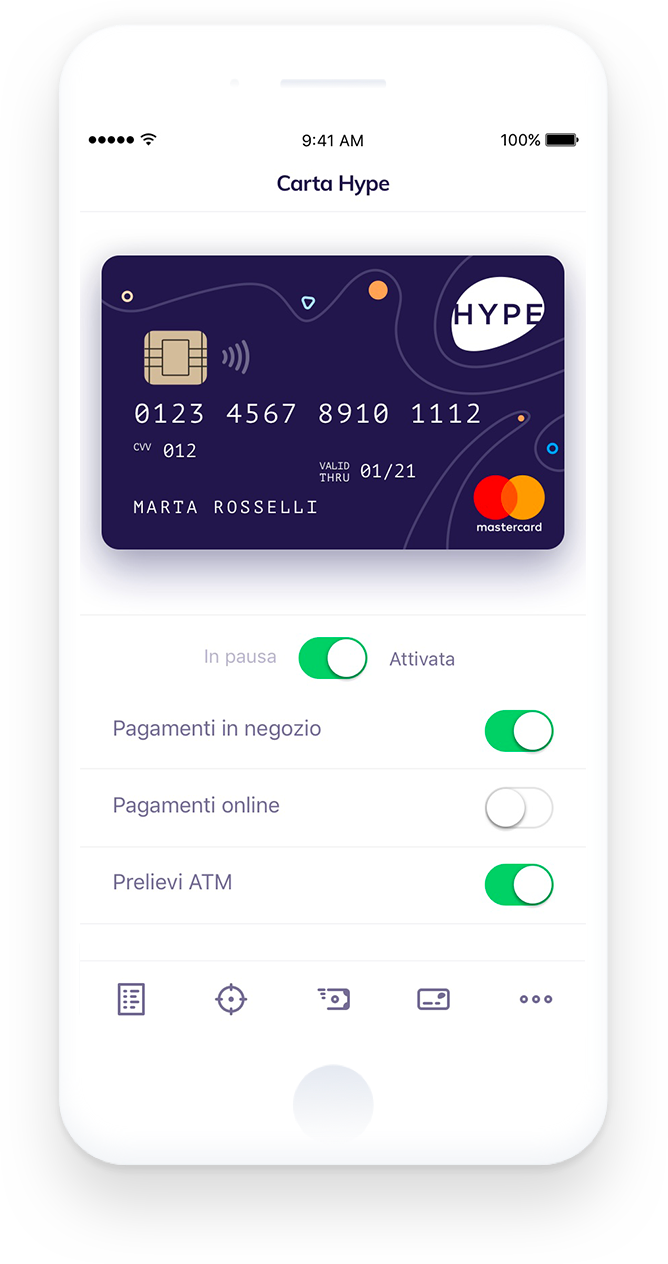 9:41 AM 100%
Carta Hype
HYPE
0123 4567 8910 1112
CVV 012
VALID THRU 01/21
MARTA ROSSELLI
mastercard
In pausa Attivata
Pagamenti in negozio
Pagamenti online
Prelievi ATM